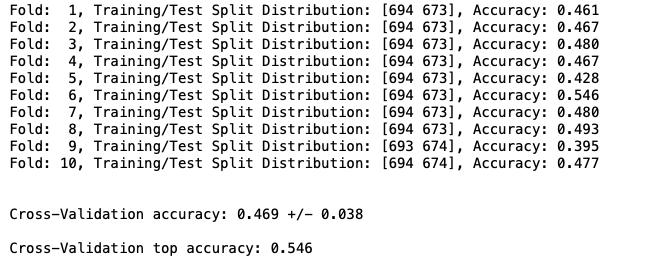 Fold:  1, Training/Test Split Distribution: [694 673], Accuracy: 0.461
Fold:  2, Training/Test Split Distribution: [694 673], Accuracy: 0.467
Fold:  3, Training/Test Split Distribution: [694 673], Accuracy: 0.480
Fold:  4, Training/Test Split Distribution: [694 673], Accuracy: 0.467
Fold:  5, Training/Test Split Distribution: [694 673], Accuracy: 0.428
Fold:  6, Training/Test Split Distribution: [694 673], Accuracy: 0.546
Fold:  7, Training/Test Split Distribution: [694 673], Accuracy: 0.480
Fold:  8, Training/Test Split Distribution: [694 673], Accuracy: 0.493
Fold:  9, Training/Test Split Distribution: [693 674], Accuracy: 0.395
Fold: 10, Training/Test Split Distribution: [694 674], Accuracy: 0.477
Cross-Validation accuracy: 0.469 +/- 0.038
Cross-Validation top accuracy: 0.546